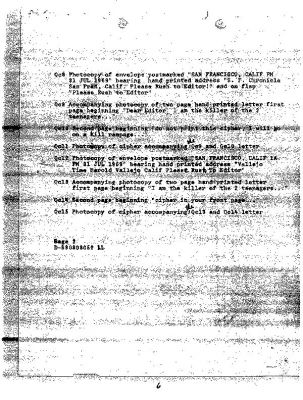 Qc8 Photocopy of envelope postmarked "SAN FRANCISCO, CALIF PM
31 JUL 1969" bearing hand printed address "S. F. Chronicle
San Fran. Calif. Please Rush to Editor" and on flap
"Please Rush to Editor"
Qc9 Accompanying photocopy of two page hand printed letter first
page beginning "Dear Editor I am the killer of the 2
teenagers..."
Qc10 Second page beginning "do not print this cipher, I will go
on a kill rampage
Qc11 Photocopy of cipher accompanying Qc9 and Qc10 letter
Qc12 Photocopy of envelope postmarked "SAN FRANCISCO, CALIF
PM 31 JUL 1969" bearing hand printed address "Vallejo
Time Harold Vallejo Calif Please Rush To Editor"
Qc13 Accompanying photocopy of two page hand printed letter
first page beginning "I am the killer of the 2 teenagers..."
Qc14 Second page beginning "cipher in your front page...
Qc15 Photocopy of cipher accompanying Qc13 and Qc14 letter
Page 2
LL
6